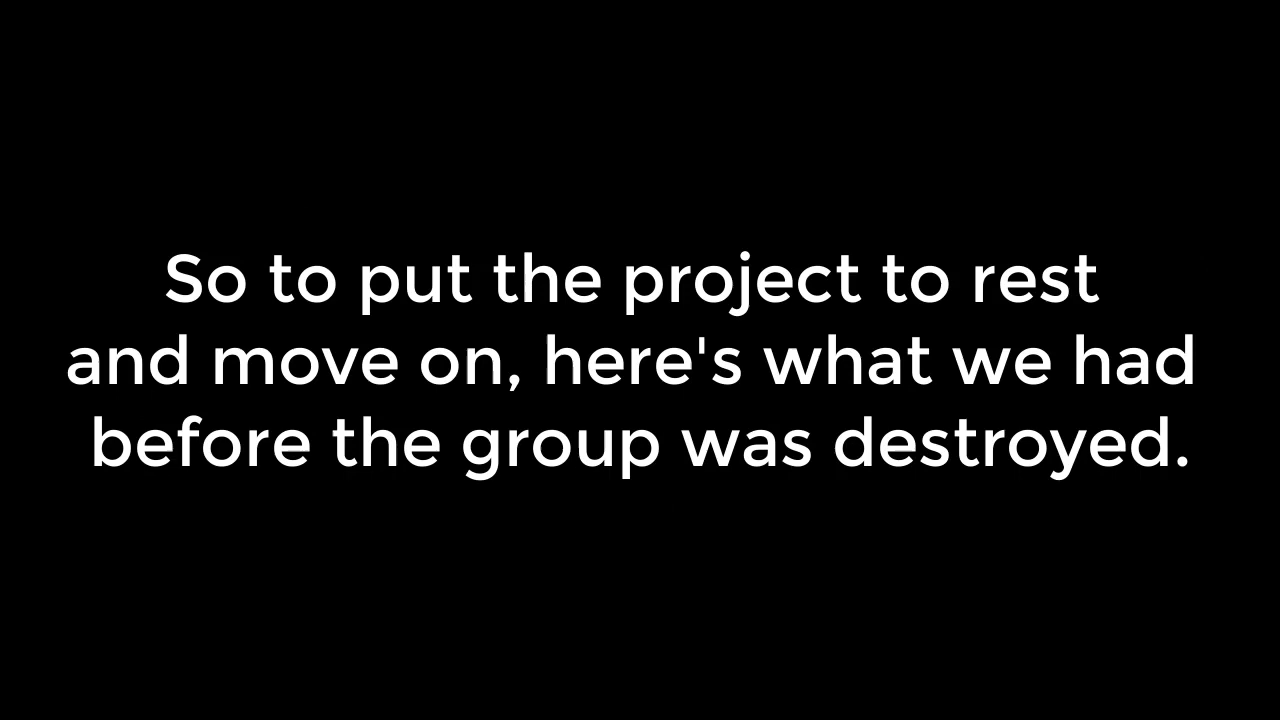 So to put the project to rest
and move on, here's what we had
before the group was destroyed.